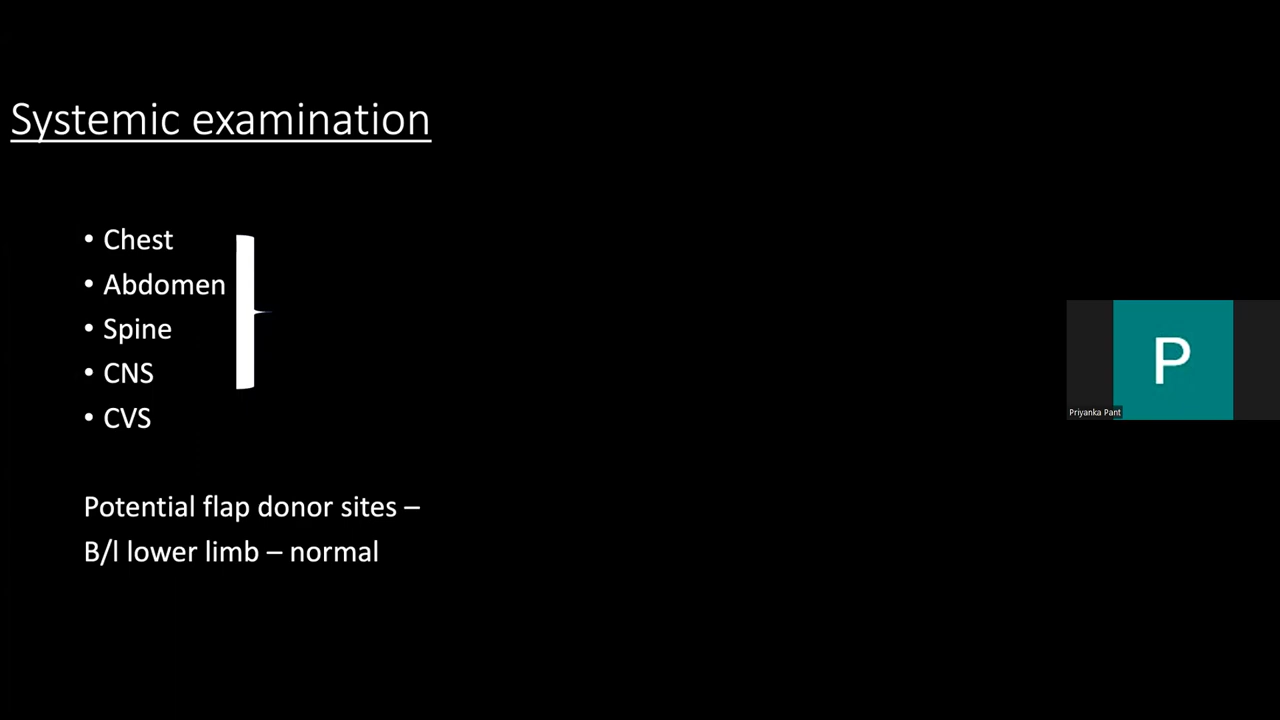 Systemic examination
• Chest
• Abdomen
• Spine
• CNS
• CVS
Potential flap donor sites –
B/l lower limb – normal
P
Priyanka Pant